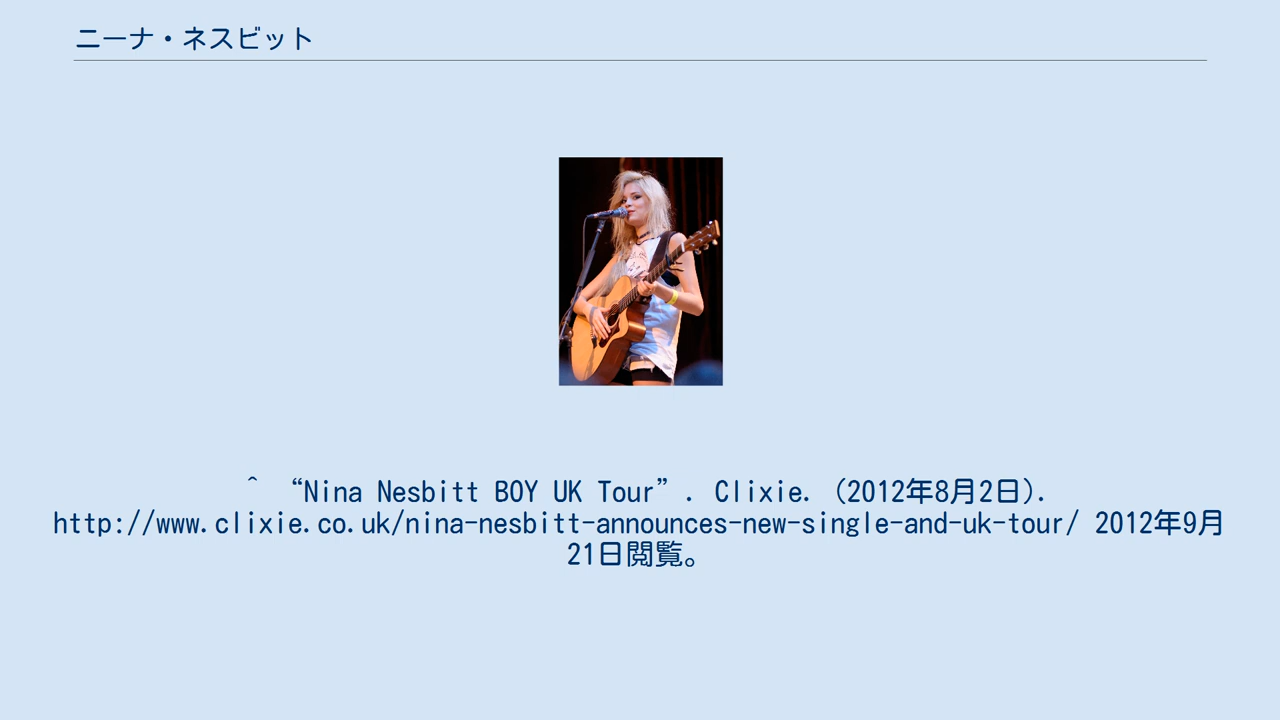 ニーナ・ネスビット
^ “Nina Nesbitt BOY UK Tour”. Clixie. (2012年8月2日).
http://www.clixie.co.uk/nina-nesbitt-announces-new-single-and-uk-tour/ 2012年9月
21日閲覧。